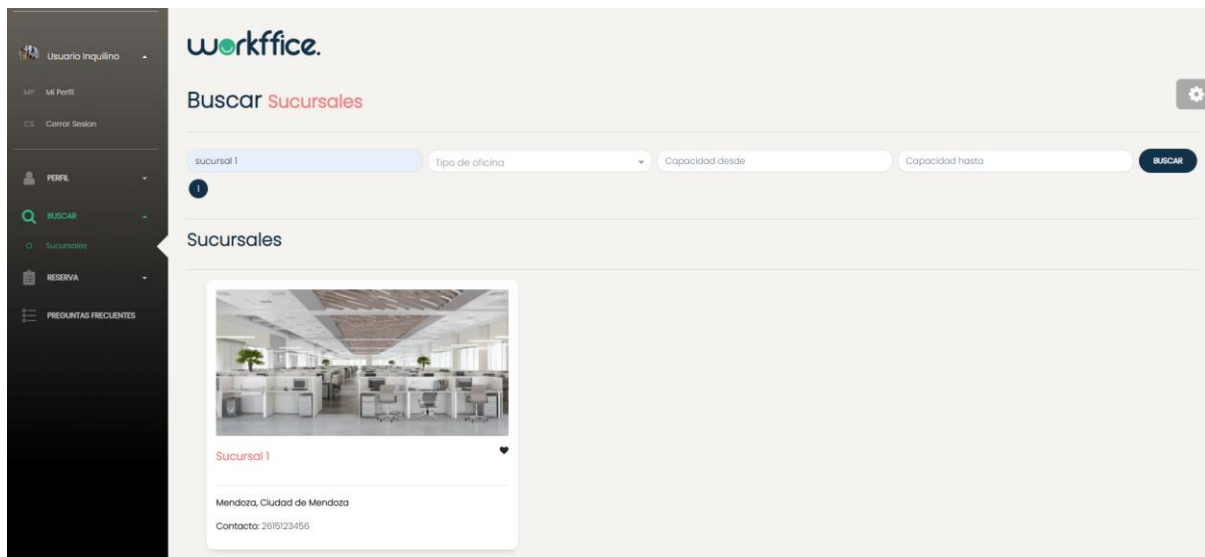 Usuario Inquilino
MP Mi Perfil
CS Cerrar Sesion
PERFIL
BUSCAR
O Sucursales
RESERVA
PREGUNTAS FRECUENTES
workffice.
Buscar Sucursales
sucursal 1 Tipo de oficina Capacidad desde Capacidad hasta BUSCAR
1
Sucursales
Sucursal 1
Mendoza, Ciudad de Mendoza
Contacto: 2615123456